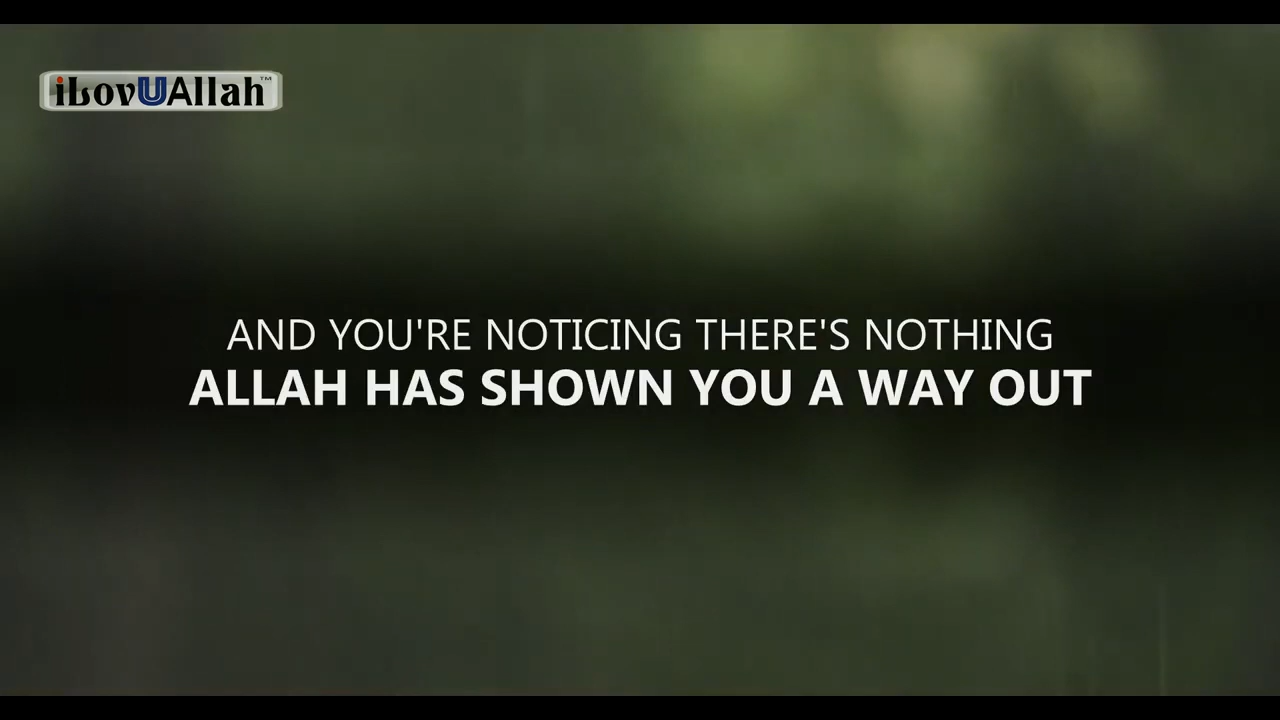 iLovUAllah™
AND YOU'RE NOTICING THERE'S NOTHING
ALLAH HAS SHOWN YOU A WAY OUT